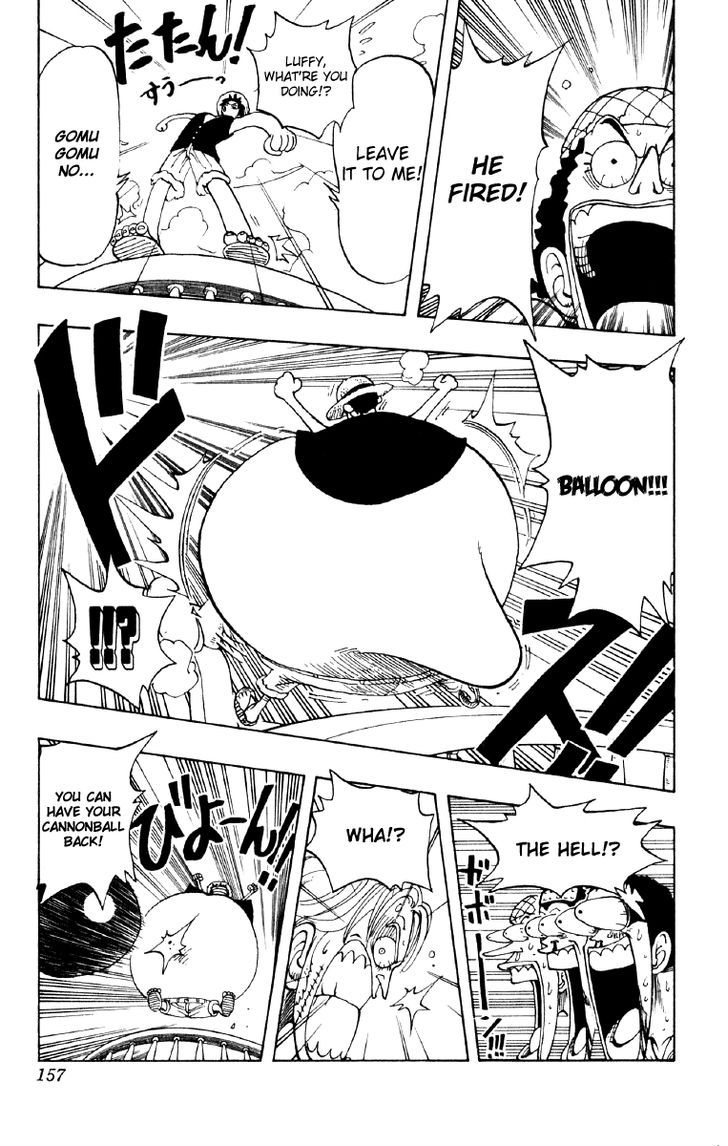 HE
FIRED!
LUFFY,
WHAT'RE YOU
DOING!?
LEAVE
IT TO ME!
たたん!
すぅーっ
GOMU
GOMU
NO...
BALLOON!!!
ドドン!!
!!?
THE HELL!?
ガボーン!!!
WHA!?
YOU CAN
HAVE YOUR
CANNONBALL
BACK!
びよーん!!
157